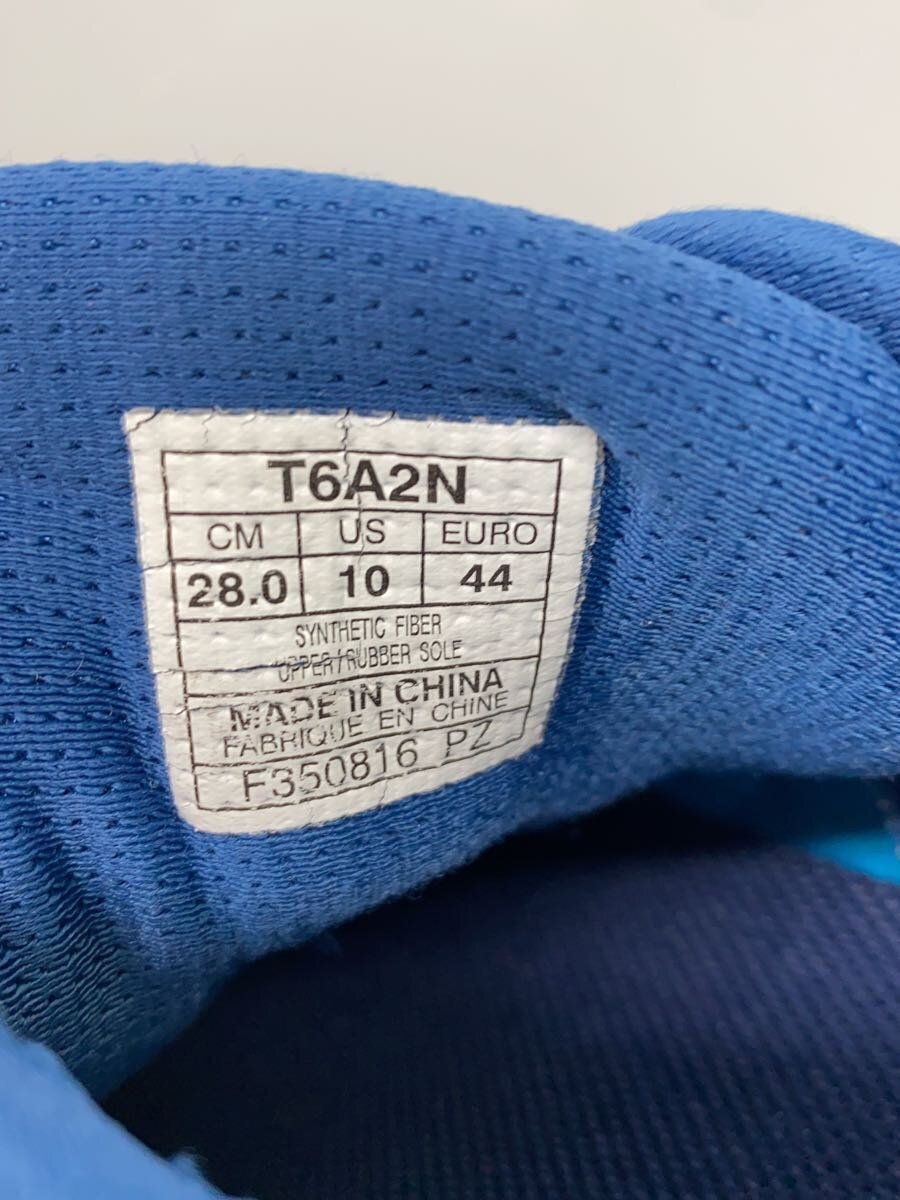 T6A2N
CM US EURO
28.0 10 44
SYNTHETIC FIBER
UPPER/RUBBER SOLE
MADE IN CHINA
FABRIQUE EN CHINE
F350816 PZ